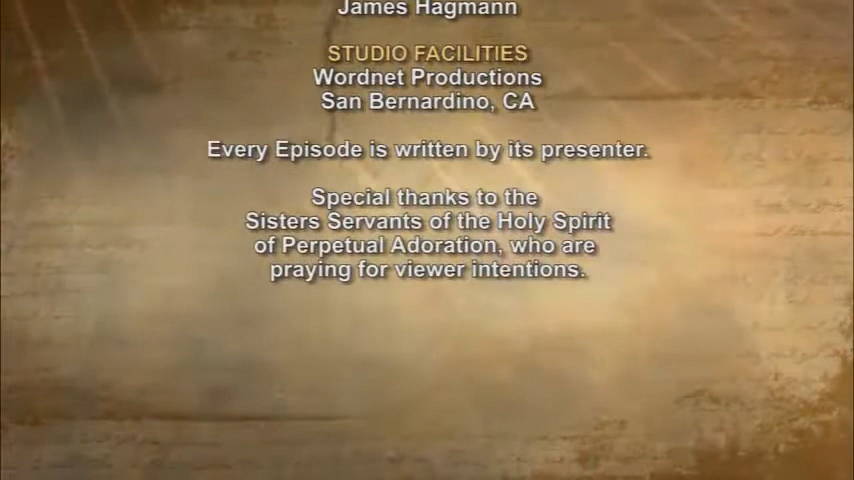 James Hagmann
STUDIO FACILITIES
Wordnet Productions
San Bernardino, CA
Every Episode is written by its presenter.
Special thanks to the
Sisters Servants of the Holy Spirit
of Perpetual Adoration, who are
praying for viewer intentions.